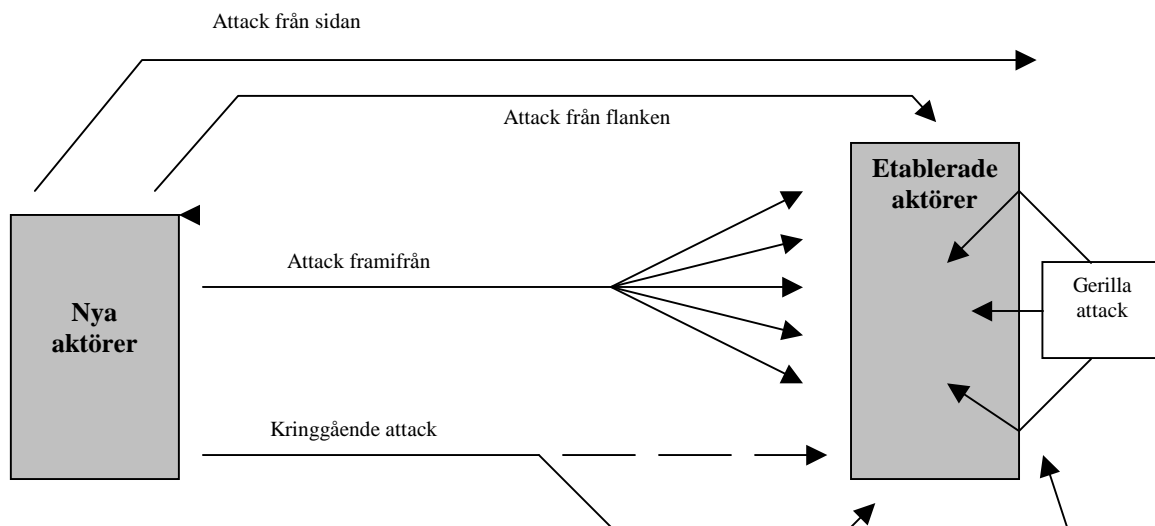 Attack från sidan
Attack från flanken
Etablerade
aktörer
Attack framifrån
Gerilla
attack
Nya
aktörer
Kringgående attack